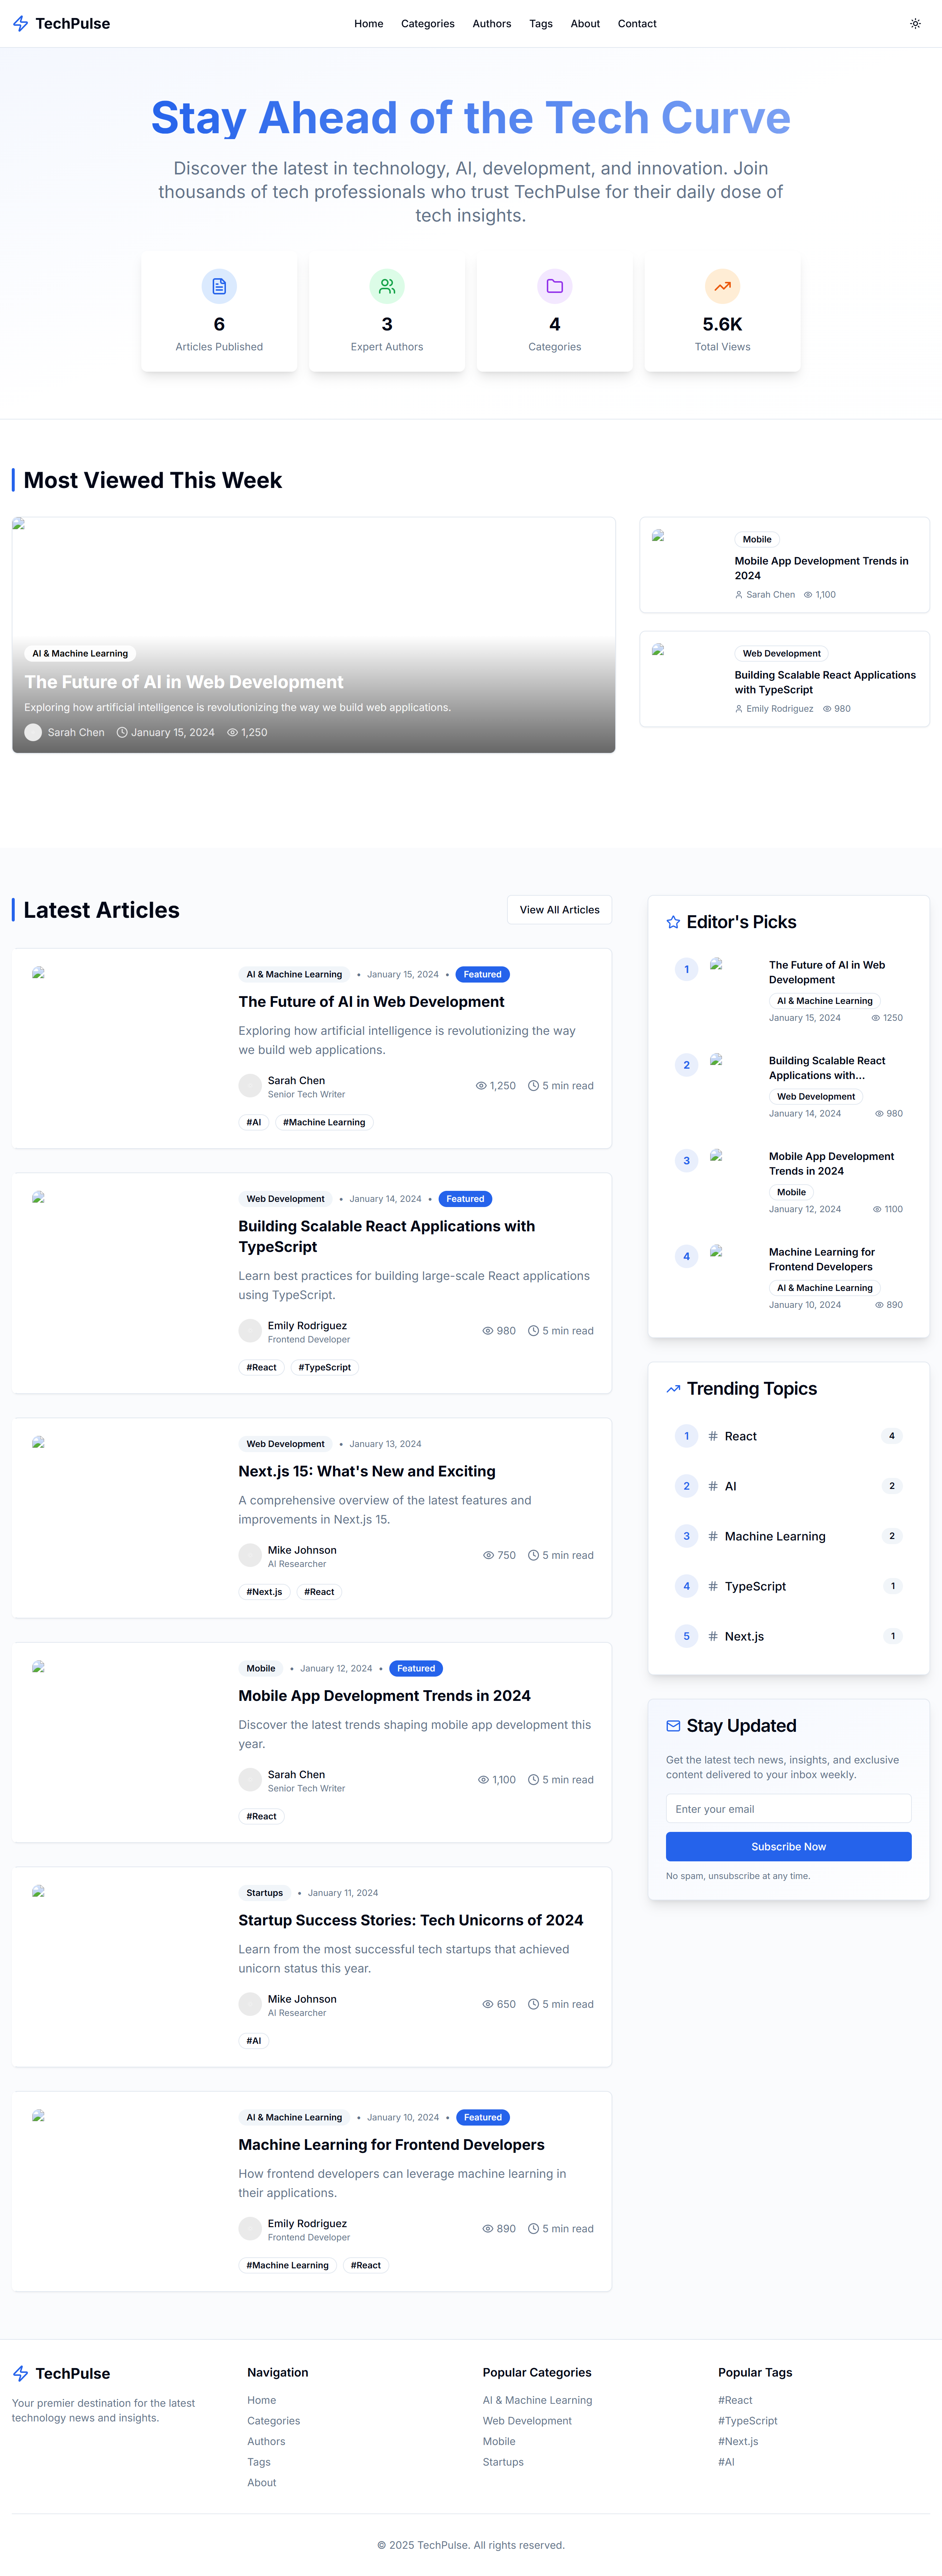 TechPulse
Home Categories Authors Tags About Contact
Stay Ahead of the Tech Curve
Discover the latest in technology, AI, development, and innovation. Join
thousands of tech professionals who trust TechPulse for their daily dose of
tech insights.
6
Articles Published
3
Expert Authors
4
Categories
5.6K
Total Views
Most Viewed This Week
AI & Machine Learning
The Future of AI in Web Development
Exploring how artificial intelligence is revolutionizing the way we build web applications.
Sarah Chen January 15, 2024 1,250
Mobile
Mobile App Development Trends in
2024
Sarah Chen 1,100
Web Development
Building Scalable React Applications
with TypeScript
Emily Rodriguez 980
Latest Articles
View All Articles
AI & Machine Learning • January 15, 2024 • Featured
The Future of AI in Web Development
Exploring how artificial intelligence is revolutionizing the way
we build web applications.
Sarah Chen
Senior Tech Writer
1,250 5 min read
#AI #Machine Learning
Web Development • January 14, 2024 • Featured
Building Scalable React Applications with
TypeScript
Learn best practices for building large-scale React applications
using TypeScript.
Emily Rodriguez
Frontend Developer
980 5 min read
#React #TypeScript
Web Development • January 13, 2024
Next.js 15: What's New and Exciting
A comprehensive overview of the latest features and
improvements in Next.js 15.
Mike Johnson
AI Researcher
750 5 min read
#Next.js #React
Mobile • January 12, 2024 • Featured
Mobile App Development Trends in 2024
Discover the latest trends shaping mobile app development this
year.
Sarah Chen
Senior Tech Writer
1,100 5 min read
#React
Startups • January 11, 2024
Startup Success Stories: Tech Unicorns of 2024
Learn from the most successful tech startups that achieved
unicorn status this year.
Mike Johnson
AI Researcher
650 5 min read
#AI
AI & Machine Learning • January 10, 2024 • Featured
Machine Learning for Frontend Developers
How frontend developers can leverage machine learning in
their applications.
Emily Rodriguez
Frontend Developer
890 5 min read
#Machine Learning #React
Editor's Picks
1
The Future of AI in Web
Development
AI & Machine Learning
January 15, 2024 1250
2
Building Scalable React
Applications with...
Web Development
January 14, 2024 980
3
Mobile App Development
Trends in 2024
Mobile
January 12, 2024 1100
4
Machine Learning for
Frontend Developers
AI & Machine Learning
January 10, 2024 890
Trending Topics
1 # React 4
2 # AI 2
3 # Machine Learning 2
4 # TypeScript 1
5 # Next.js 1
Stay Updated
Get the latest tech news, insights, and exclusive
content delivered to your inbox weekly.
Enter your email
Subscribe Now
No spam, unsubscribe at any time.
TechPulse
Your premier destination for the latest
technology news and insights.
Navigation
Home
Categories
Authors
Tags
About
Popular Categories
AI & Machine Learning
Web Development
Mobile
Startups
Popular Tags
#React
#TypeScript
#Next.js
#AI
© 2025 TechPulse. All rights reserved.